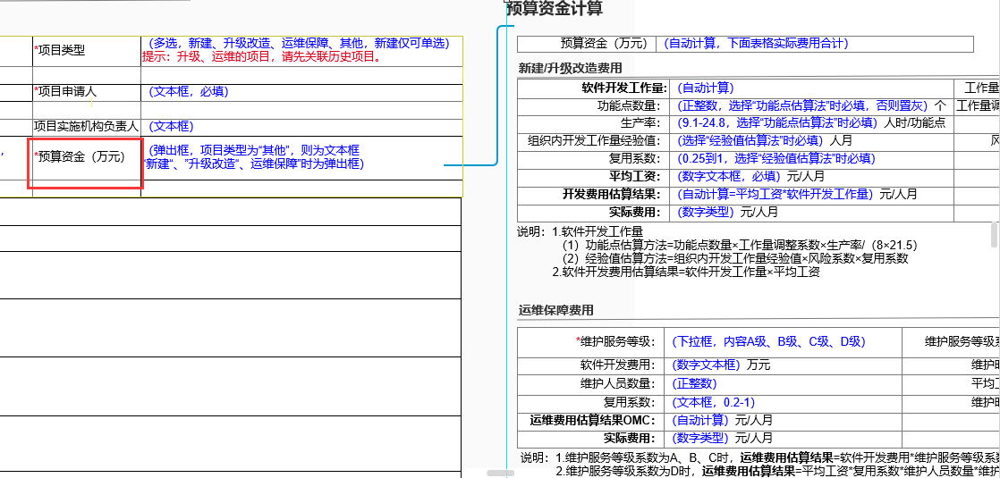 *项目类型
（多选，新建、升级改造、运维保障、其他，新建仅可单选）
提示：升级、运维的项目，请先关联历史项目。
*项目申请人
（文本框，必填）
项目实施机构负责人
（文本框）
，
*预算资金（万元）
（弹出框，项目类型为“其他”，则为文本框
“新建“、”升级改造“、运维保障”时为弹出框）
预算资金计算
预算资金（万元）
（自动计算，下面表格实际费用合计）
新建/升级改造费用
软件开发工作量:
（自动计算）
工作量
功能点数量：
（正整数，选择“功能点估算法”时必填，否则置灰）个
工作量调
生产率：
（9.1-24.8，选择“功能点估算法”时必填）人时/功能点
组织内开发工作量经验值：
（选择“经验值估算法”时必填）人月
风
复用系数：
（0.25到1，选择“经验值估算法”时必填）
平均工资：
（数字文本框，必填）元/人月
开发费用估算结果：
（自动计算=平均工资*软件开发工作量）元/人月
实际费用：
（数字类型）元/人月
说明：1.软件开发工作量
（1）功能点估算方法=功能点数量×工作量调整系数×生产率/（8×21.5）
（2）经验值估算方法=组织内开发工作量经验值×风险系数×复用系数
2.软件开发费用估算结果=软件开发工作量×平均工资
运维保障费用
*维护服务等级：
（下拉框，内容A级、B级、C级、D级）
维护服务等级系
软件开发费用：
（数字文本框）万元
维护时
维护人员数量：
（正整数）
平均工
复用系数：
（文本框，0.2-1）
维护时
运维费用估算结果OMC：
（自动计算）元/人月
实际费用：
（数字类型）元/人月
说明：1.维护服务等级系数为A、B、C时，运维费用估算结果=软件开发费用*维护服务等级系数
2.维护服务等级系数为D时，运维费用估算结果=平均工资*复用系数*维护人员数量*维护